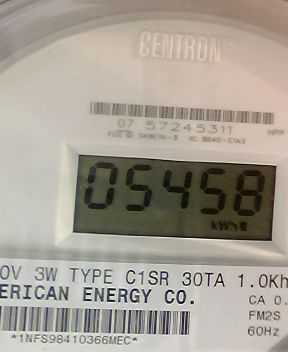 CENTRON
07 57245311
05458
kWh
0V 3W TYPE C1SR 30TA 1.0Kh
ERICAN ENERGY CO.
CA 0.
FM2S
60Hz
*1NFS98410366MEC*